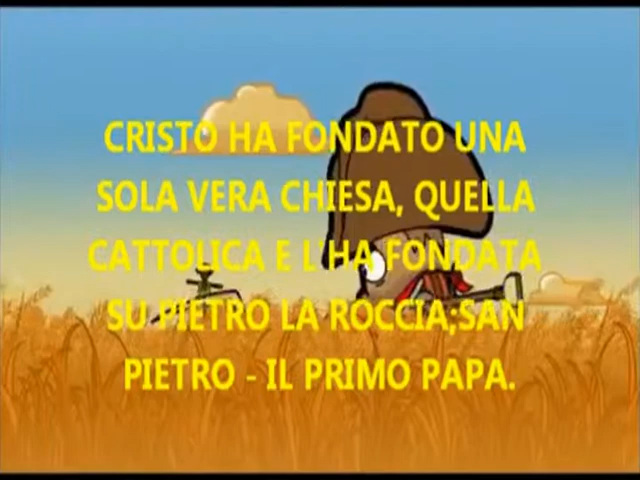 CRISTO HA FONDATO UNA
SOLA VERA CHIESA, QUELLA
CATTOLICA E L'HA FONDATA
SU PIETRO LA ROCCIA;SAN
PIETRO - IL PRIMO PAPA.